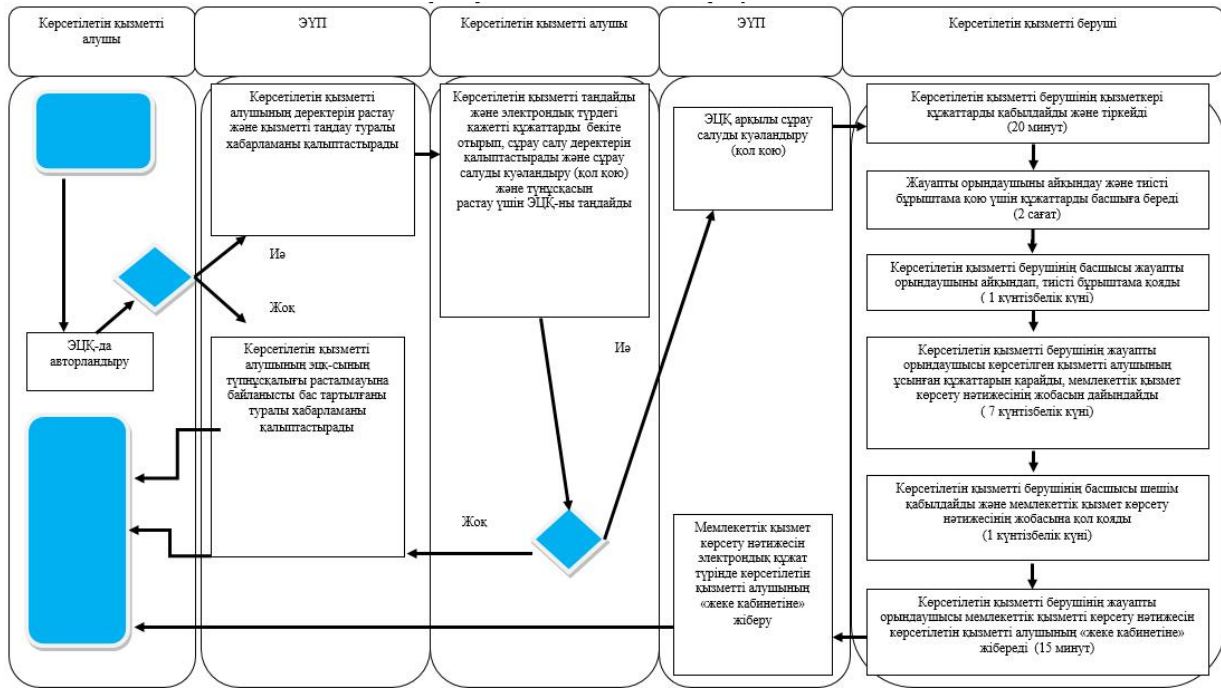 Көрсетілетін қызметті
алушы
ЭҮП
Көрсетілетін қызметті алушы
ЭҮП
Көрсетілетін қызметті беруші
Көрсетілетін қызметті
алушының деректерін растау
және қызметті таңдау туралы
хабарламаны қалыптастырады
Иә
Жоқ
ЭЦҚ-да
авторландыру
Көрсетілетін қызметті
алушының эцқ-сының
түпнұсқалығы расталмауына
байланысты бас тартылғаны
туралы хабарламаны
қалыптастырады
Көрсетілетін қызметті таңдайды
және электрондық түрдегі
қажетті құжаттарды бекіте
отырып, сұрау салу деректерін
қалыптастырады және сұрау
салуды куәландыру (қол қою)
және түнұсқасын
растау үшін ЭЦҚ-ны таңдайды
Иә
Жоқ
ЭЦҚ арқылы сұрау
салуды куәландыру
(қол қою)
Мемлекеттік қызмет
көрсету нәтижесін
электрондық құжат
түрінде көрсетілетін
қызметті алушының
«жеке кабинетіне»
жіберу
Көрсетілетін қызметті берушінің қызметкері
құжаттарды қабылдайды және тіркейді
(20 минут)
Жауапты орындаушыны айқындау және тиісті
бұрыштама қою үшін құжаттарды басшыға береді
(2 сағат)
Көрсетілетін қызметті берушінің басшысы жауапты
орындаушыны айқындап, тиісті бұрыштама қояды
( 1 күнтізбелік күні)
Көрсетілетін қызметті берушінің жауапты
орындаушысы көрсетілген қызметті алушының
ұсынған құжаттарын қарайды, мемлекеттік қызмет
көрсету нәтижесінің жобасын дайындайды
( 7 күнтізбелік күні)
Көрсетілетін қызметті берушінің басшысы шешім
қабылдайды және мемлекеттік қызмет көрсету
нәтижесінің жобасына қол қояды
(1 күнтізбелік күні)
Көрсетілетін қызметті берушінің жауапты
орындаушысы мемлекеттік қызметті көрсету нәтижесін
көрсетілетін қызметті алушының «жеке кабинетіне»
жібереді (15 минут)